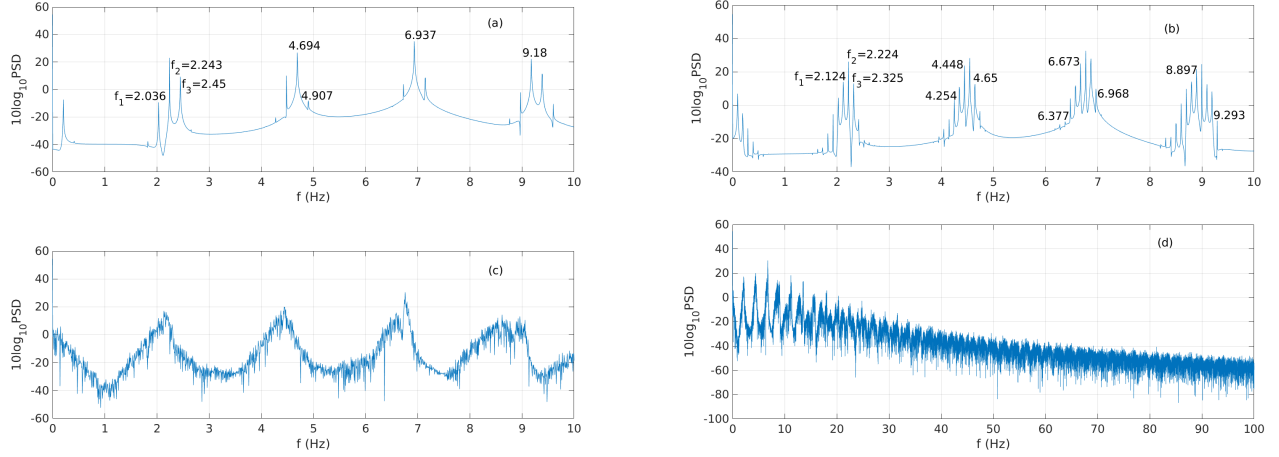 60
40
20
0
-20
-40
-60
10log10PSD
(a)
6.937
4.694
9.18
f2=2.243
f3=2.45
f1=2.036
4.907
0 1 2 3 4 5 6 7 8 9 10
f (Hz)
60
40
20
0
-20
-40
10log10PSD
(b)
f2=2.224
4.448
6.673
8.897
f1=2.124
f3=2.325
4.65
4.254
6.968
6.377
9.293
0 1 2 3 4 5 6 7 8 9 10
f (Hz)
60
40
20
0
-20
-40
-60
10log10PSD
(c)
0 1 2 3 4 5 6 7 8 9 10
f (Hz)
60
40
20
0
-20
-40
-60
-80
-100
10log10PSD
(d)
0 10 20 30 40 50 60 70 80 90 100
f (Hz)